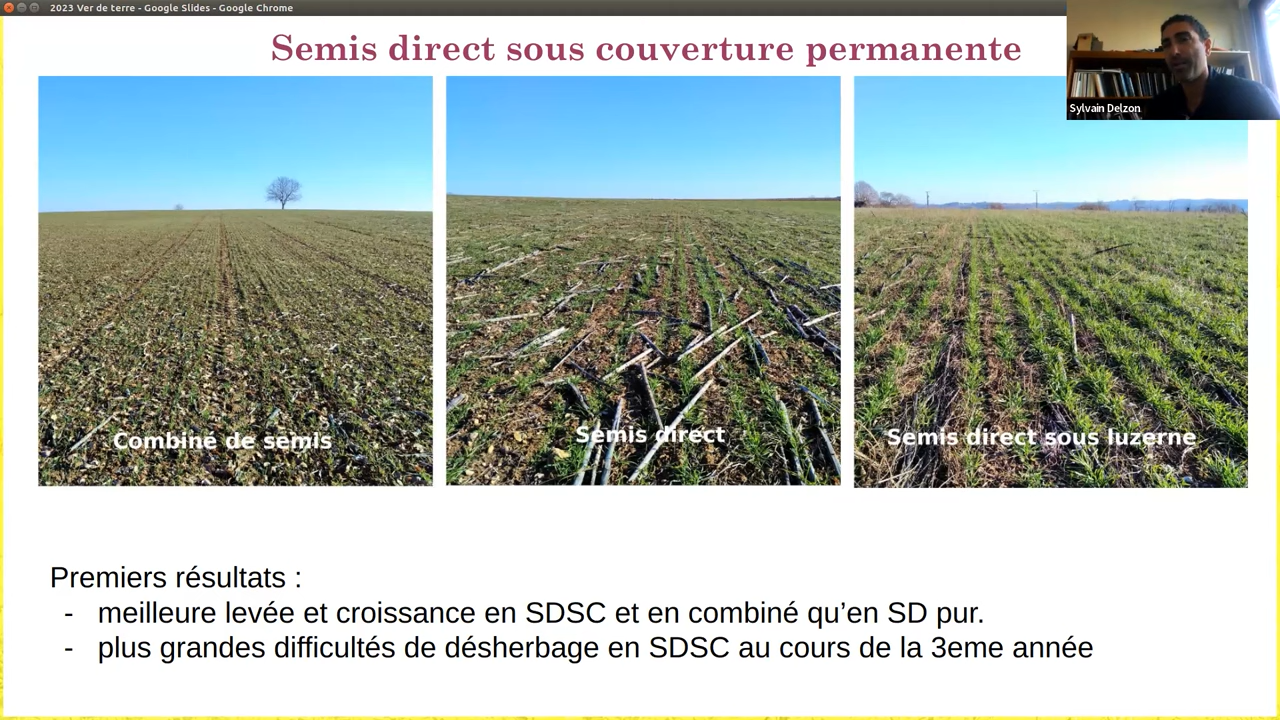 2023 Ver de terre - Google Slides - Google Chrome
Semis direct sous couverture permanente
Sylvain Delzon
Combiné de semis
Semis direct
Semis direct sous luzerne
Premiers résultats :
- meilleure levée et croissance en SDSC et en combiné qu’en SD pur.
- plus grandes difficultés de désherbage en SDSC au cours de la 3eme année